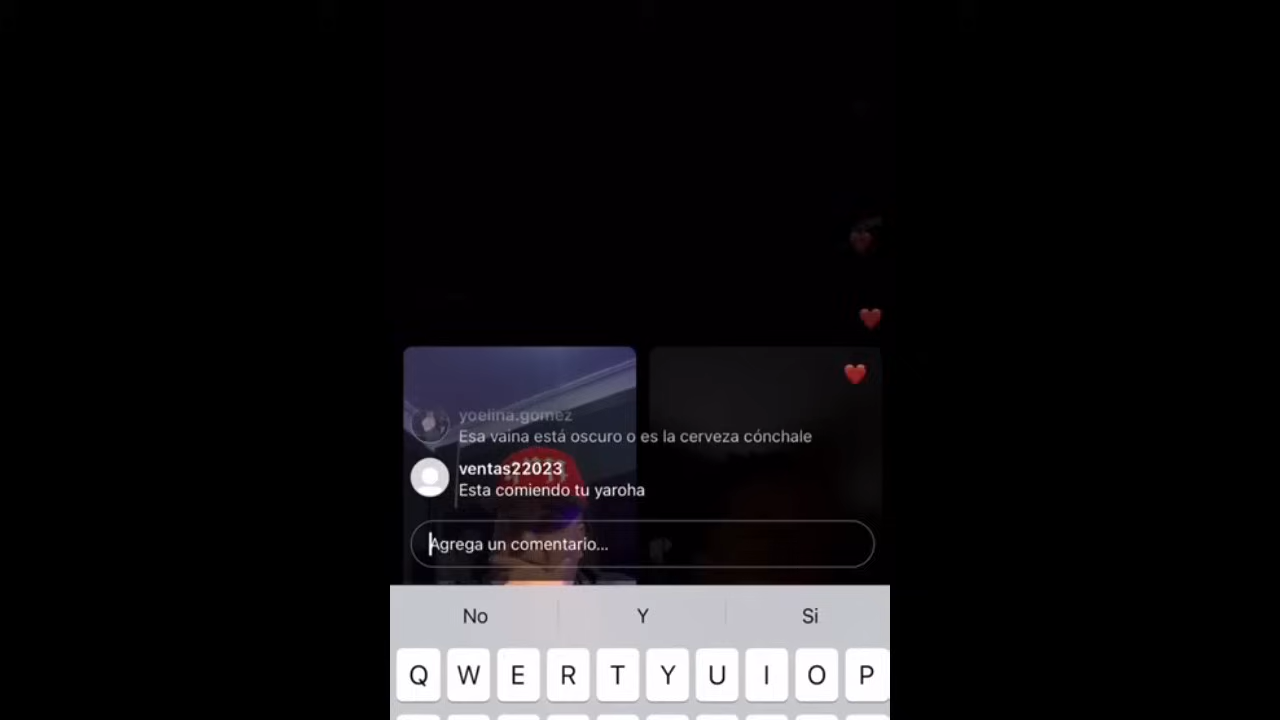 yoelina.gomez
Esa vaina está oscuro o es la cerveza cónchale
ventas22023
Esta comiendo tu yaroha
Agrega un comentario...
No Y Si
Q W E R T Y U I O P